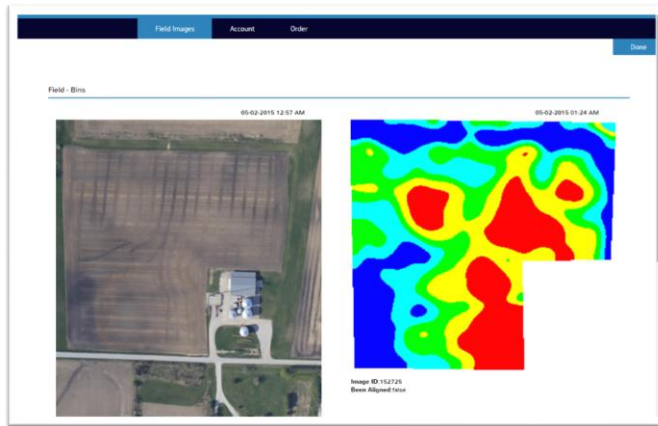 Field Images Account Order
Done
Field - Bins
05-02-2015 12:57 AM 05-02-2015 01:24 AM
Image ID:152725
Been Aligned:false